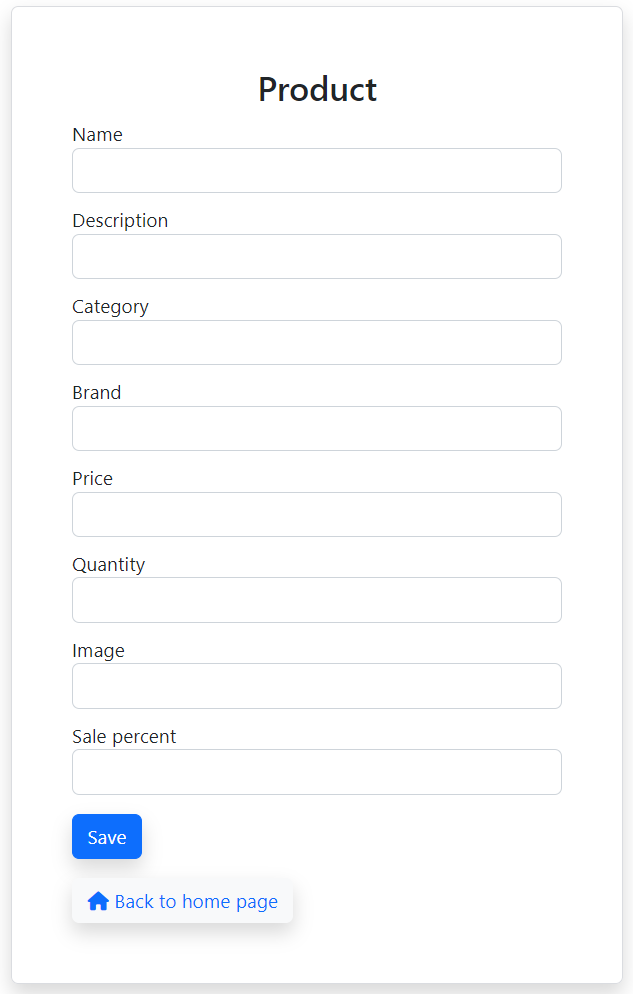 Product
Name
Description
Category
Brand
Price
Quantity
Image
Sale percent
Save
Back to home page